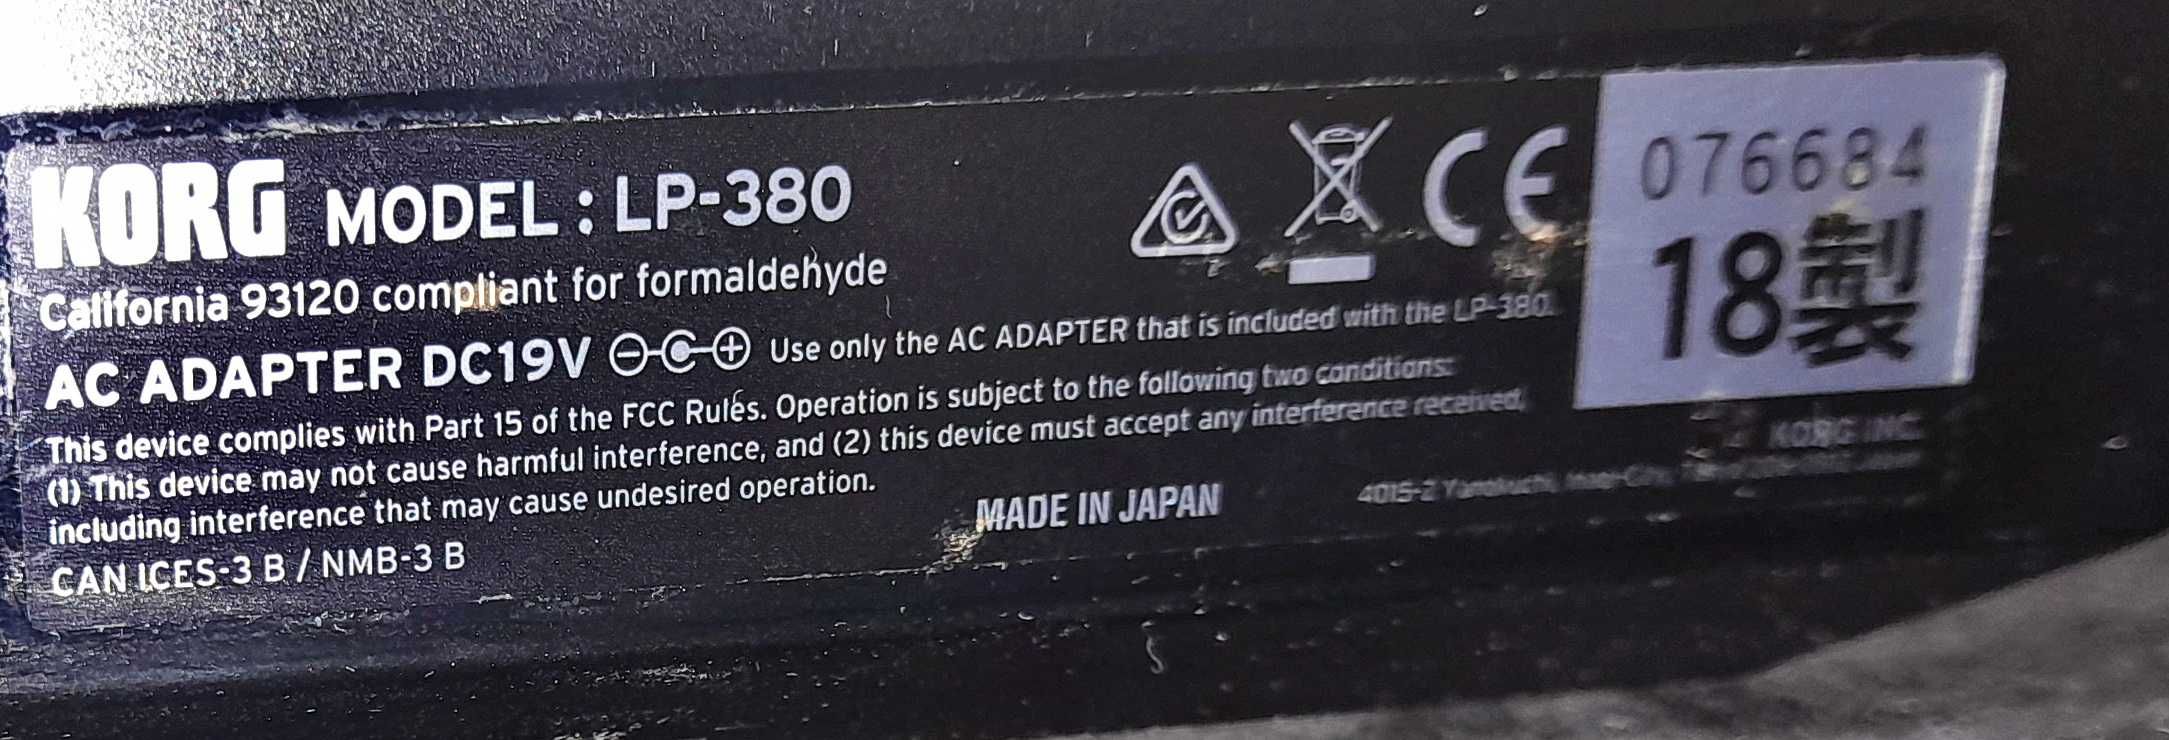 KORG MODEL : LP-380
California 93120 compliant for formaldehyde
AC ADAPTER DC19V Use only the AC ADAPTER that is included with the LP-380.
This device complies with Part 15 of the FCC Rules. Operation is subject to the following two conditions:
(1) This device may not cause harmful interference, and (2) this device must accept any interference received,
including interference that may cause undesired operation.
CAN ICES-3 B / NMB-3 B
MADE IN JAPAN
CE
076684
18製
KORG INC.
4015-2